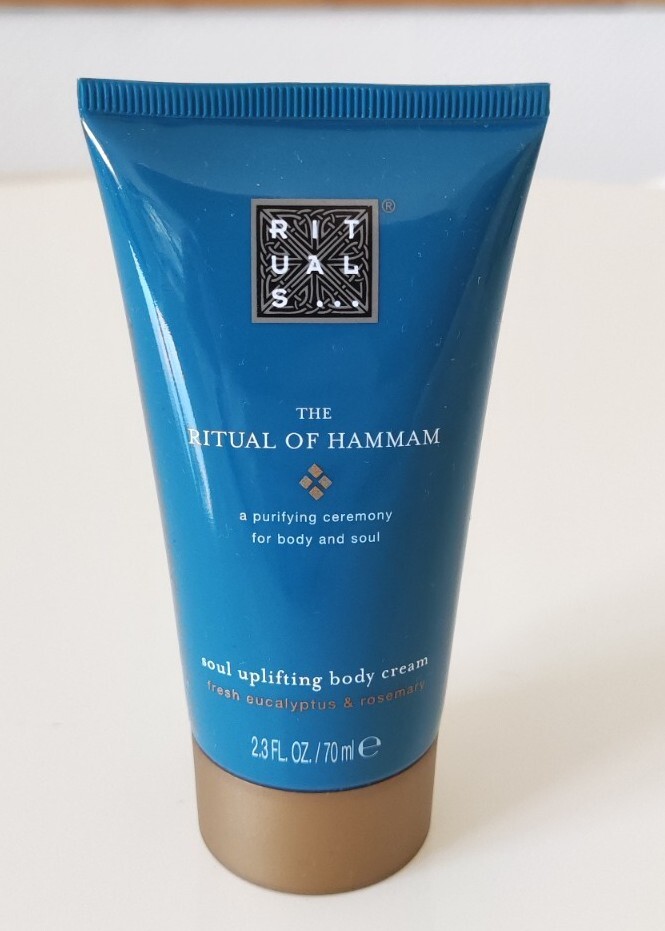 RIT
UAL
S...
®
THE
RITUAL OF HAMMAM
a purifying ceremony
for body and soul
soul uplifting body cream
fresh eucalyptus & rosemary
2.3 FL. OZ. / 70 ml ℮